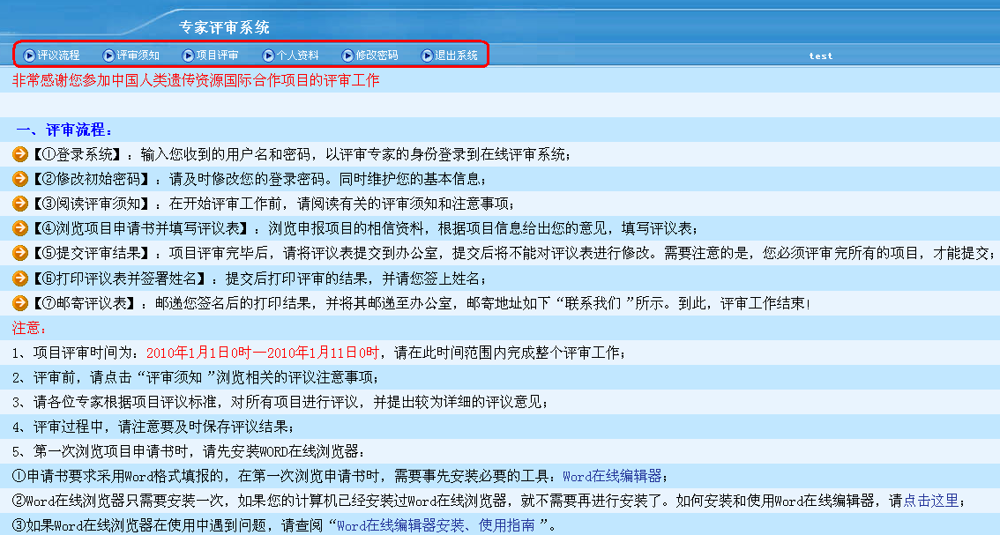 专家评审系统
评议流程 评审须知 项目评审 个人资料 修改密码 退出系统 test
非常感谢您参加中国人类遗传资源国际合作项目的评审工作
一、评审流程：
【①登录系统】：输入您收到的用户名和密码，以评审专家的身份登录到在线评审系统；
【②修改初始密码】：请及时修改您的登录密码。同时维护您的基本信息；
【③阅读评审须知】：在开始评审工作前，请阅读有关的评审须知和注意事项；
【④浏览项目申请书并填写评议表】：浏览申报项目的相信资料，根据项目信息给出您的意见，填写评议表；
【⑤提交评审结果】：项目评审完毕后，请将评议表提交到办公室，提交后将不能对评议表进行修改。需要注意的是，您必须评审完所有的项目，才能提交；
【⑥打印评议表并签署姓名】：提交后打印评审的结果，并请您签上姓名；
【⑦邮寄评议表】：邮递您签名后的打印结果，并将其邮递至办公室，邮寄地址如下“联系我们 ”所示。到此，评审工作结束！
注意：
1、项目评审时间为：2010年1月1日0时—2010年1月11日0时，请在此时间范围内完成整个评审工作；
2、评审前，请点击“评审须知 ”浏览相关的评议注意事项；
3、请各位专家根据项目评议标准，对所有项目进行评议，并提出较为详细的评议意见；
4、评审过程中，请注意要及时保存评议结果；
5、第一次浏览项目申请书时，请先安装WORD在线浏览器：
①申请书要求采用Word格式填报的，在第一次浏览申请书时，需要事先安装必要的工具：Word在线编辑器；
②Word在线浏览器只需要安装一次，如果您的计算机已经安装过Word在线浏览器，就不需要再进行安装了。如何安装和使用Word在线编辑器，请点击这里；
③如果Word在线浏览器在使用中遇到问题，请查阅“Word在线编辑器安装、使用指南 ”。